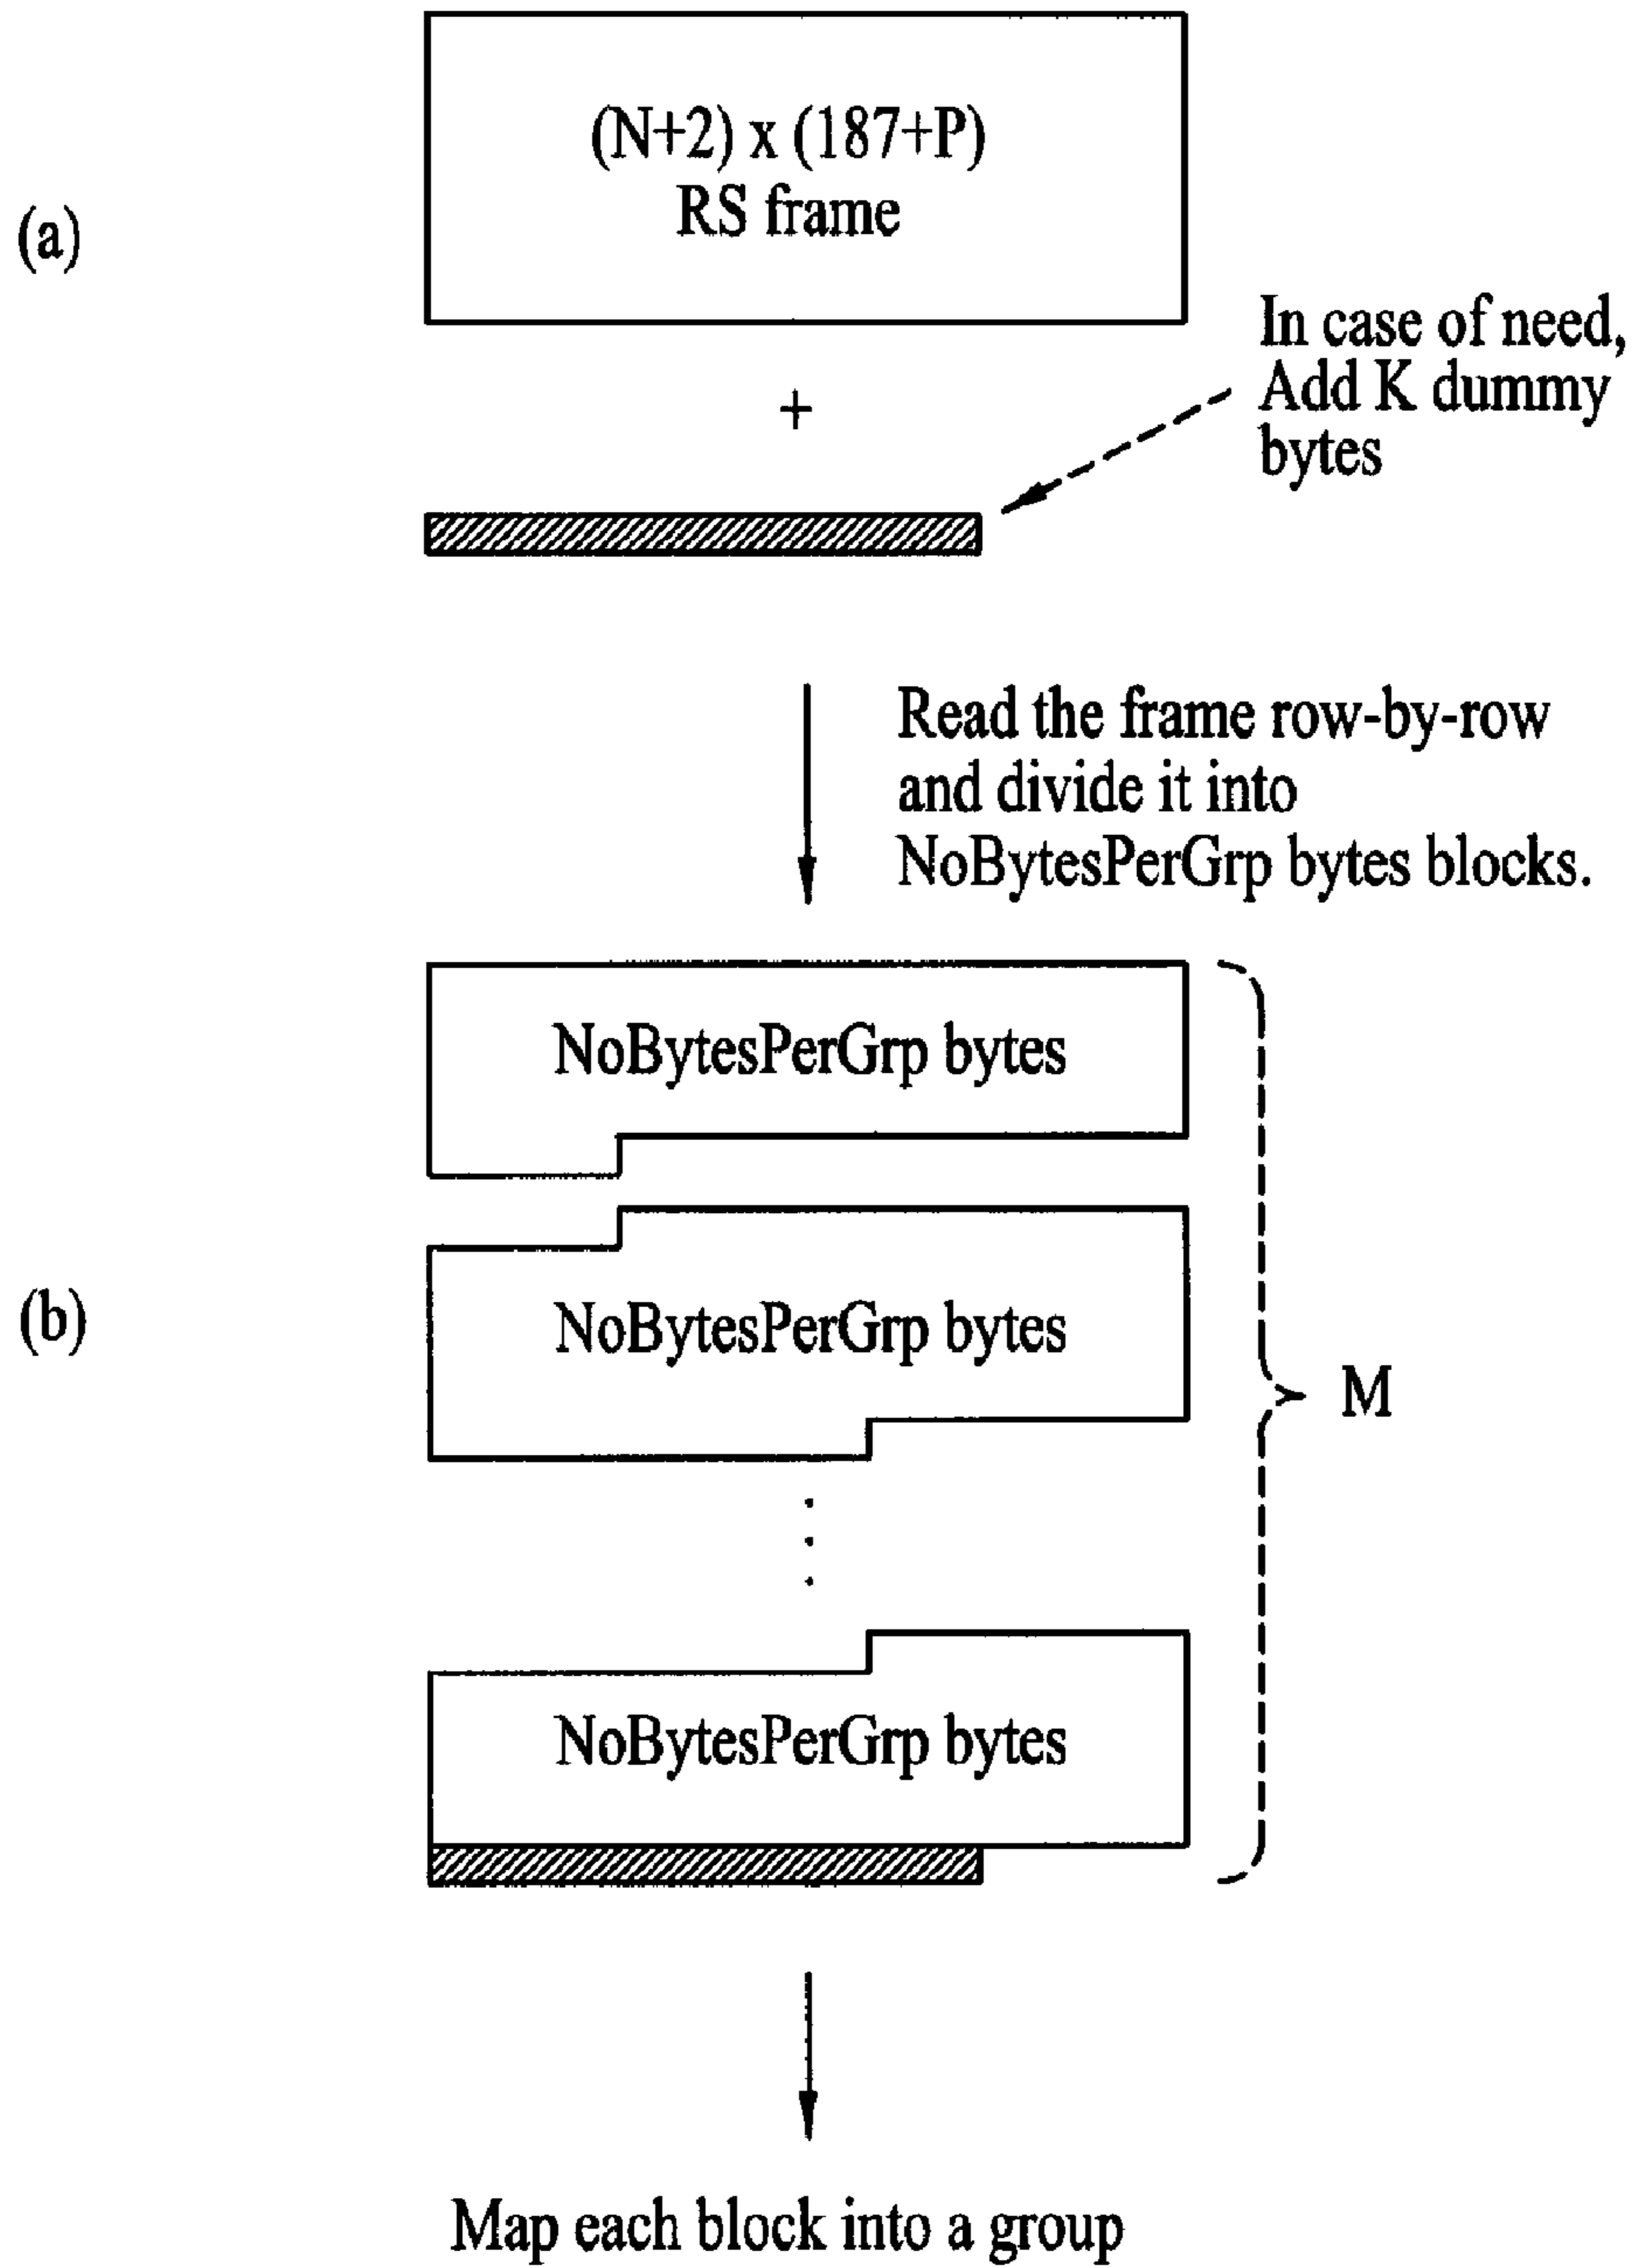 (a)
(N+2) x (187+P)
RS frame
+
In case of need,
Add K dummy
bytes
Read the frame row-by-row
and divide it into
NoBytesPerGrp bytes blocks.
(b)
NoBytesPerGrp bytes
NoBytesPerGrp bytes
M
NoBytesPerGrp bytes
Map each block into a group